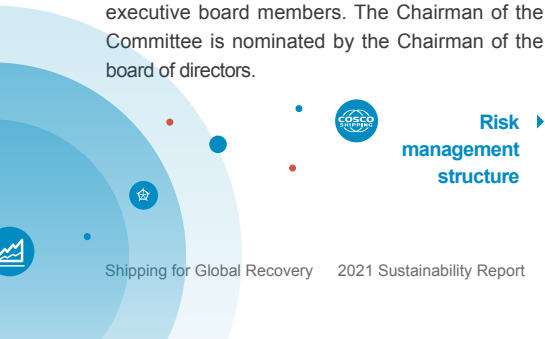 executive board members. The Chairman of the
Committee is nominated by the Chairman of the
board of directors.
COSCO
SHIPPING
Risk
management
structure
Shipping for Global Recovery 2021 Sustainability Report